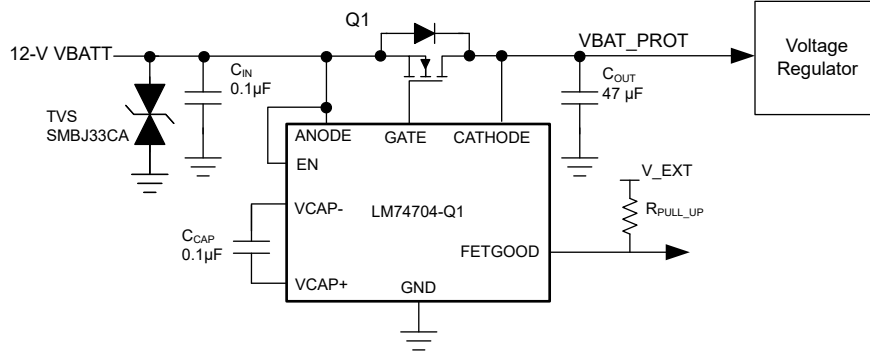 Q1
12-V VBATT
VBAT_PROT
Voltage
Regulator
CIN
0.1µF
COUT
47 µF
TVS
SMBJ33CA
ANODE
GATE
CATHODE
EN
V_EXT
VCAP-
LM74704-Q1
RPULL_UP
CCAP
0.1µF
FETGOOD
VCAP+
GND